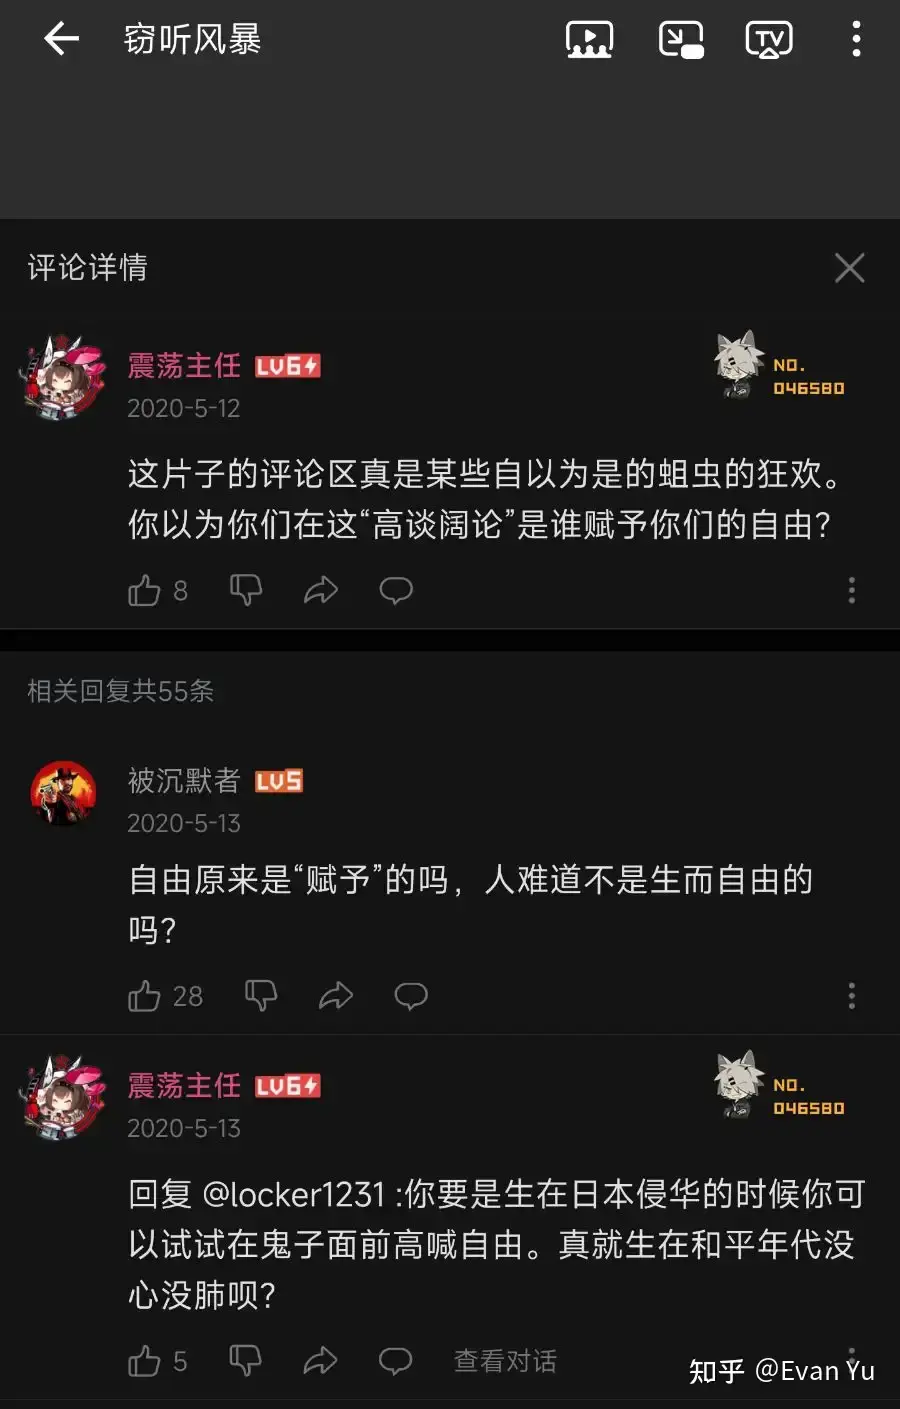 窃听风暴
TV
评论详情
震荡主任 LV6
NO.
046580
2020-5-12
这片子的评论区真是某些自以为是的蛆虫的狂欢。
你以为你们在这“高谈阔论”是谁赋予你们的自由？
8
相关回复共55条
被沉默者 LV5
2020-5-13
自由原来是“赋予”的吗，人难道不是生而自由的
吗？
28
震荡主任 LV6
NO.
046580
2020-5-13
回复 @locker1231 :你要是生在日本侵华的时候你可
以试试在鬼子面前高喊自由。真就生在和平年代没
心没肺呗？
5 查看对话
知乎 @Evan Yu